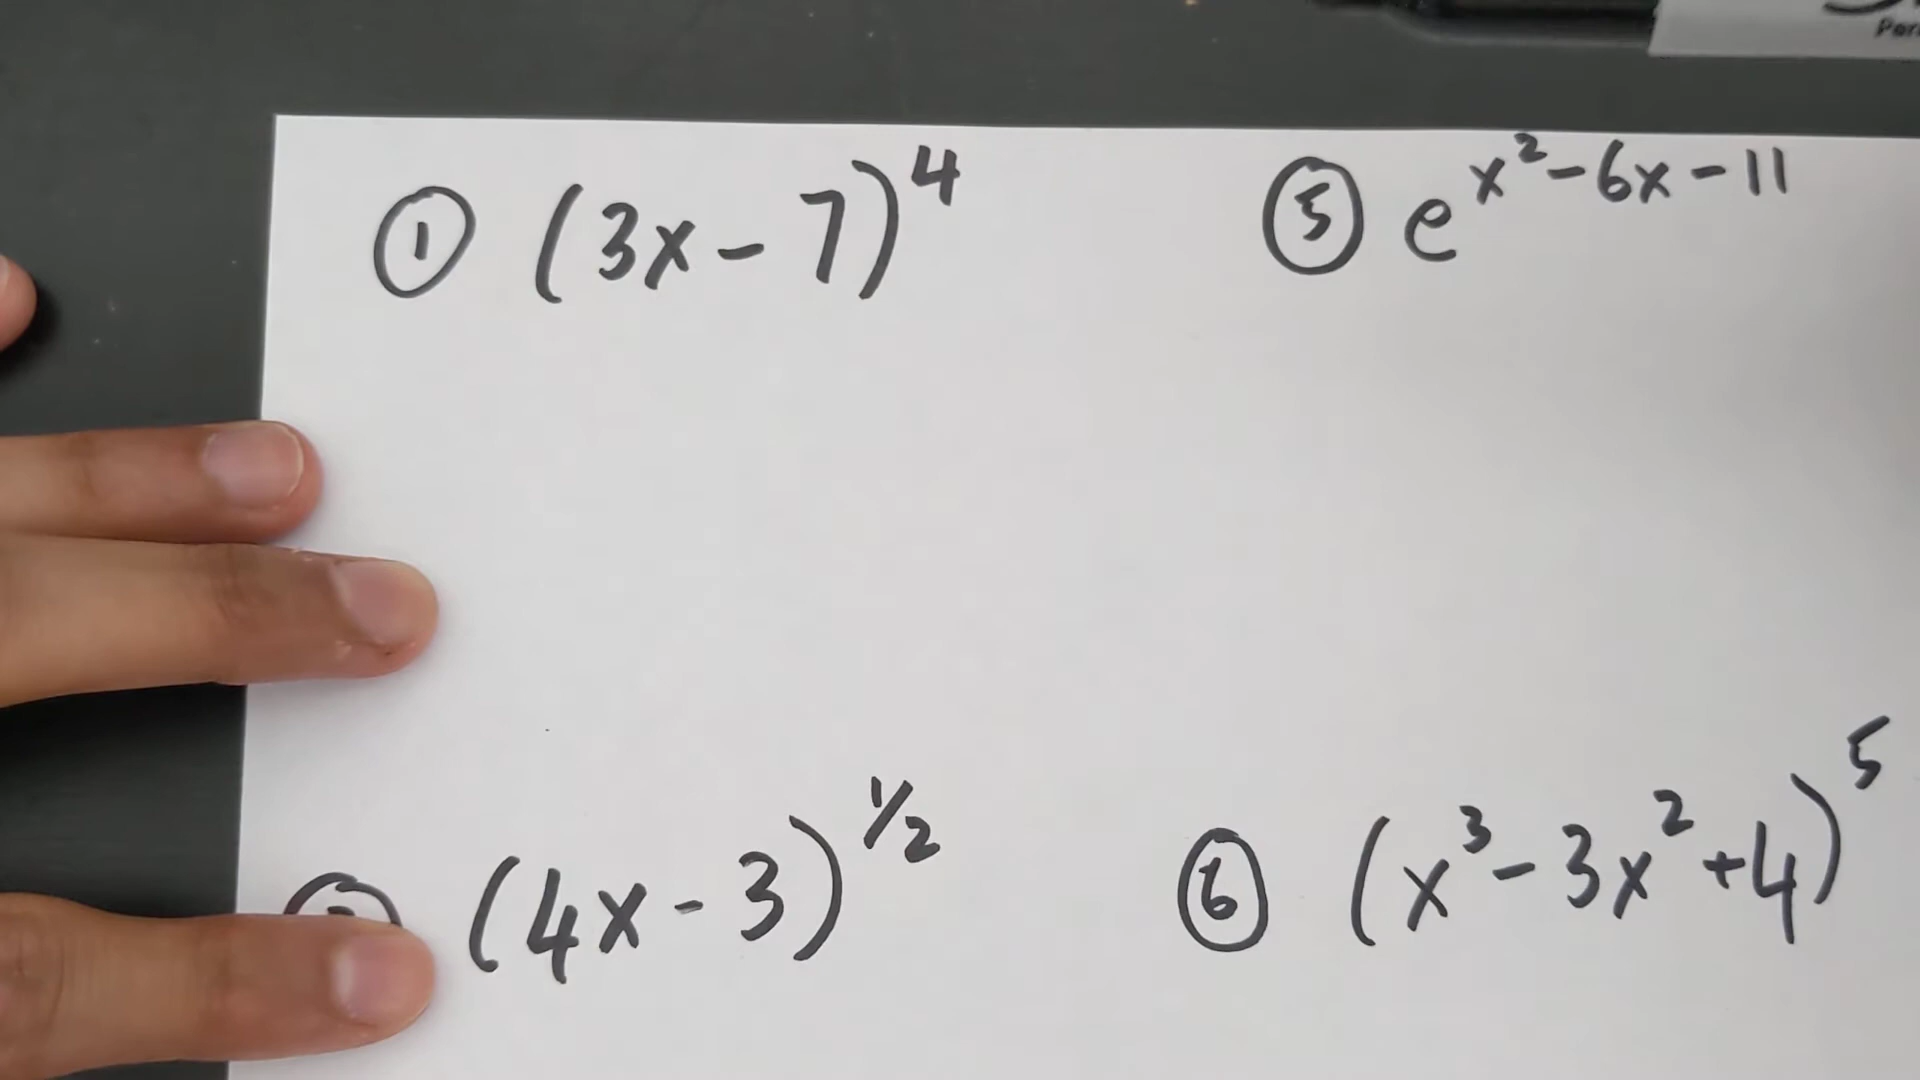 ① (3x - 7)⁴
⑤ e^(x² - 6x - 11)
(4x - 3)^(1/2)
⑥ (x³ - 3x² + 4)⁵